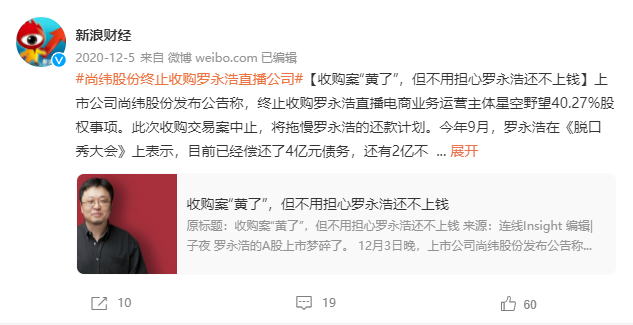 新浪财经
2020-12-5 来自 微博 weibo.com 已编辑
#尚纬股份终止收购罗永浩直播公司#【收购案“黄了”，但不用担心罗永浩还不上钱】上
市公司尚纬股份发布公告称，终止收购罗永浩直播电商业务运营主体星空野望40.27%股
权事项。此次收购交易案中止，将拖慢罗永浩的还款计划。今年9月，罗永浩在《脱口
秀大会》上表示，目前已经偿还了4亿元债务，还有2亿不 ... 展开
收购案“黄了”，但不用担心罗永浩还不上钱
原标题：收购案“黄了”，但不用担心罗永浩还不上钱 来源：连线Insight 编辑|
子夜 罗永浩的A股上市梦碎了。 12月3日晚，上市公司尚纬股份发布公告称...
10
19
60